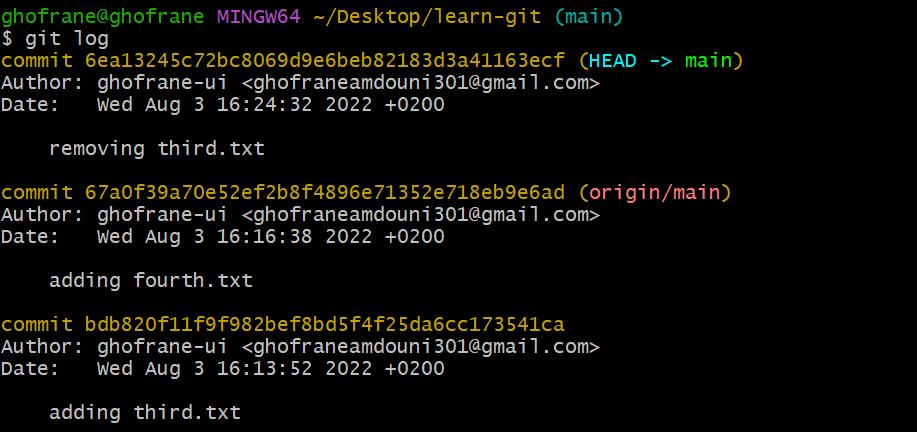 ghofrane@ghofrane MINGW64 ~/Desktop/learn-git (main)
$ git log
commit 6ea13245c72bc8069d9e6beb82183d3a41163ecf (HEAD -> main)
Author: ghofrane-ui <ghofraneamdouni301@gmail.com>
Date:   Wed Aug 3 16:24:32 2022 +0200
    removing third.txt
commit 67a0f39a70e52ef2b8f4896e71352e718eb9e6ad (origin/main)
Author: ghofrane-ui <ghofraneamdouni301@gmail.com>
Date:   Wed Aug 3 16:16:38 2022 +0200
    adding fourth.txt
commit bdb820f11f9f982bef8bd5f4f25da6cc173541ca
Author: ghofrane-ui <ghofraneamdouni301@gmail.com>
Date:   Wed Aug 3 16:13:52 2022 +0200
    adding third.txt